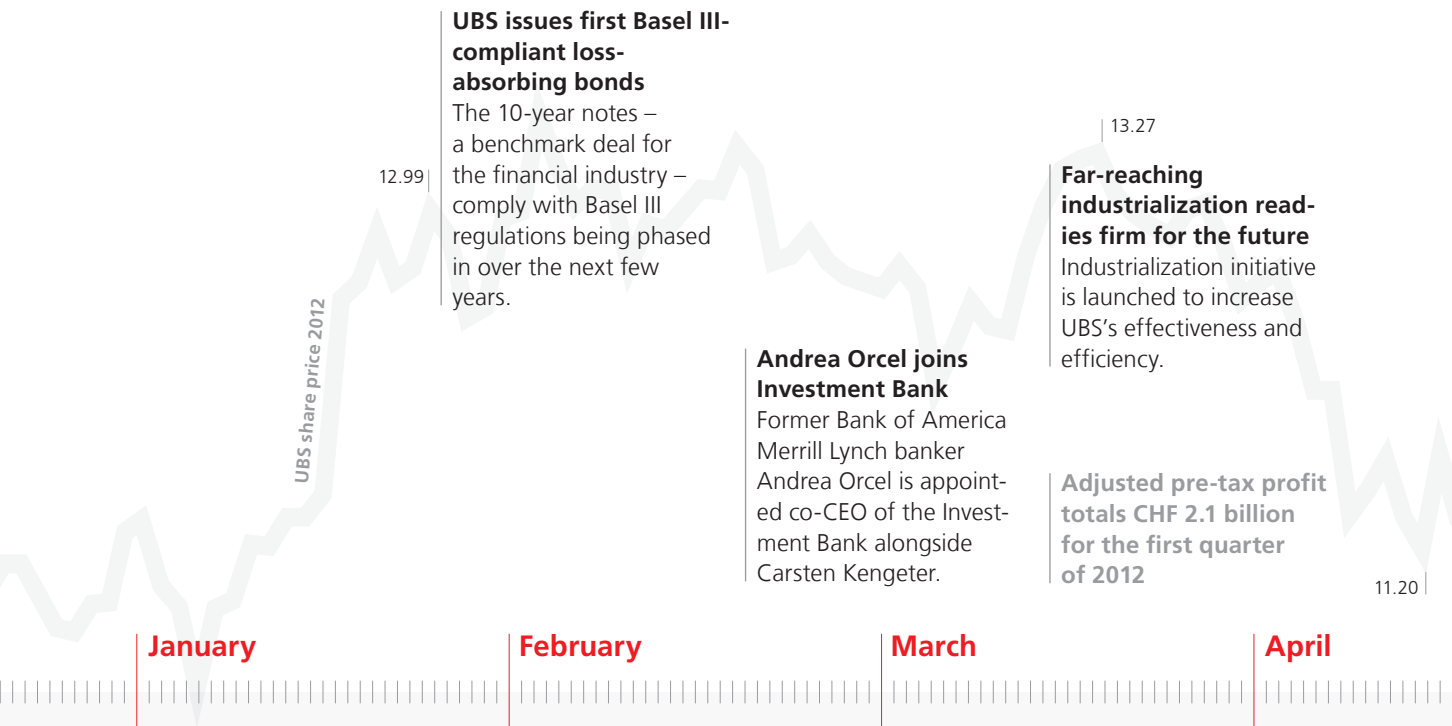 UBS issues first Basel III-
compliant loss-
absorbing bonds
The 10-year notes –
a benchmark deal for
the financial industry –
comply with Basel III
regulations being phased
in over the next few
years.
12.99
UBS share price 2012
Andrea Orcel joins
Investment Bank
Former Bank of America
Merrill Lynch banker
Andrea Orcel is appoint-
ed co-CEO of the Invest-
ment Bank alongside
Carsten Kengeter.
13.27
Far-reaching
industrialization read-
ies firm for the future
Industrialization initiative
is launched to increase
UBS’s effectiveness and
efficiency.
Adjusted pre-tax profit
totals CHF 2.1 billion
for the first quarter
of 2012
11.20
January
February
March
April